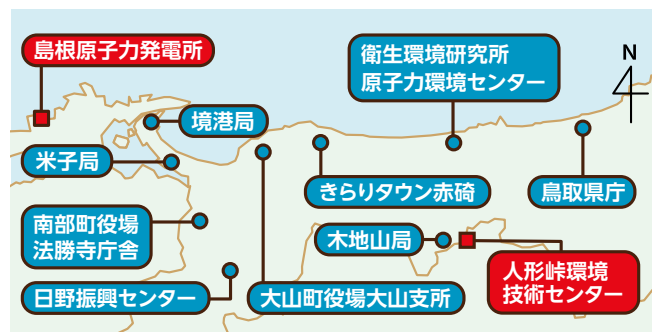 島根原子力発電所
衛生環境研究所
原子力環境センター
N
境港局
米子局
きらりタウン赤碕
鳥取県庁
南部町役場
法勝寺庁舎
木地山局
人形峠環境
技術センター
日野振興センター
大山町役場大山支所